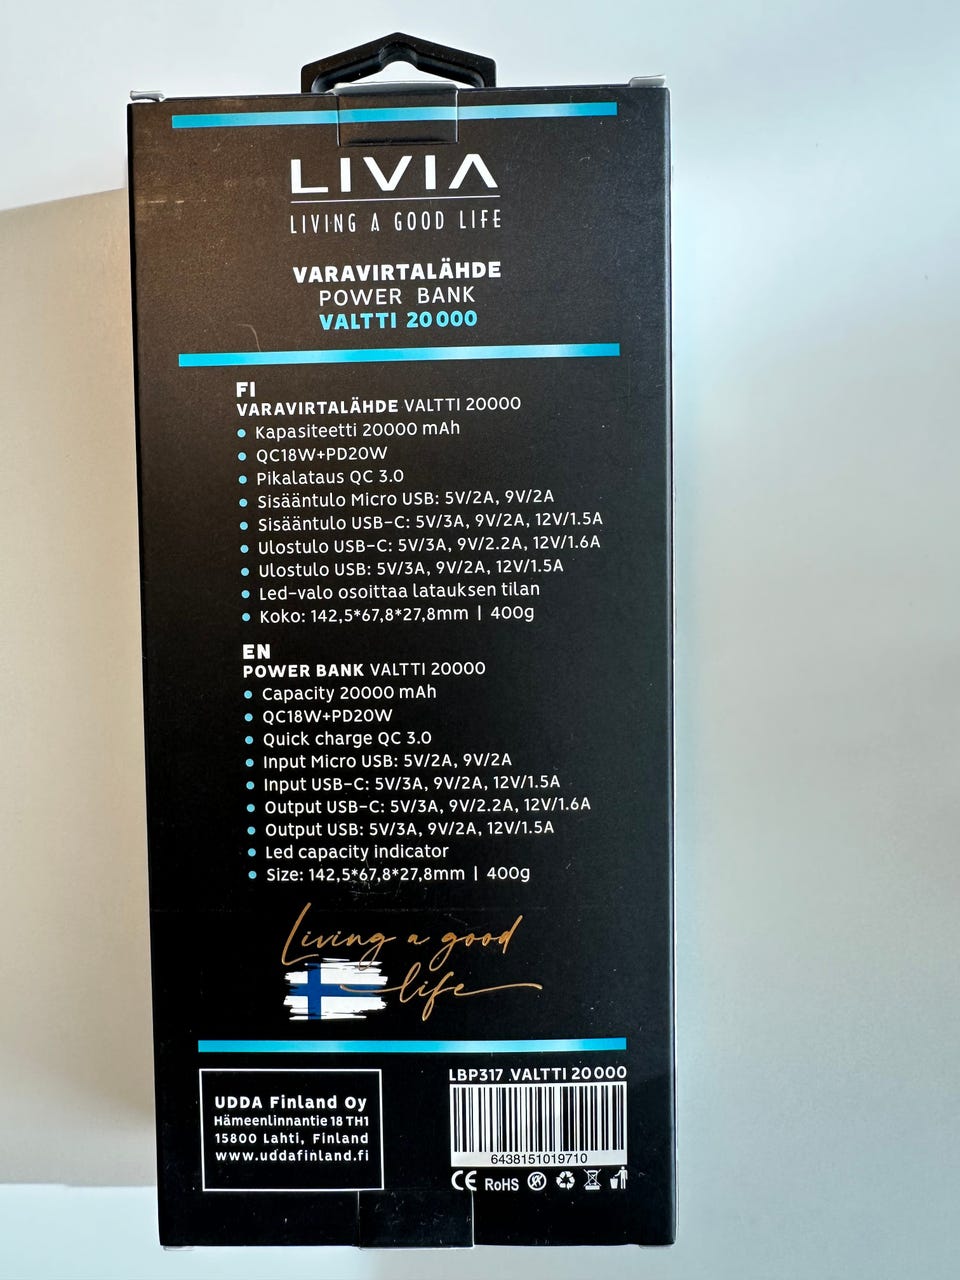 LIVIA
LIVING A GOOD LIFE
VARAVIRTALÄHDE
POWER BANK
VALTTI 20000
FI
VARAVIRTALÄHDE VALTTI 20000
Kapasiteetti 20000 mAh
QC18W+PD20W
Pikalataus QC 3.0
Sisääntulo Micro USB: 5V/2A, 9V/2A
Sisääntulo USB-C: 5V/3A, 9V/2A, 12V/1.5A
Ulostulo USB-C: 5V/3A, 9V/2.2A, 12V/1.6A
Ulostulo USB: 5V/3A, 9V/2A, 12V/1.5A
Led-valo osoittaa latauksen tilan
Koko: 142,5*67,8*27,8mm | 400g
EN
POWER BANK VALTTI 20000
Capacity 20000 mAh
QC18W+PD20W
Quick charge QC 3.0
Input Micro USB: 5V/2A, 9V/2A
Input USB-C: 5V/3A, 9V/2A, 12V/1.5A
Output USB-C: 5V/3A, 9V/2.2A, 12V/1.6A
Output USB: 5V/3A, 9V/2A, 12V/1.5A
Led capacity indicator
Size: 142,5*67,8*27,8mm | 400g
Living a good
life
UDDA Finland Oy
Hämeenlinnantie 18 TH1
15800 Lahti, Finland
www.uddafinland.fi
LBP317 VALTTI 20000
6438151019710
CE RoHS